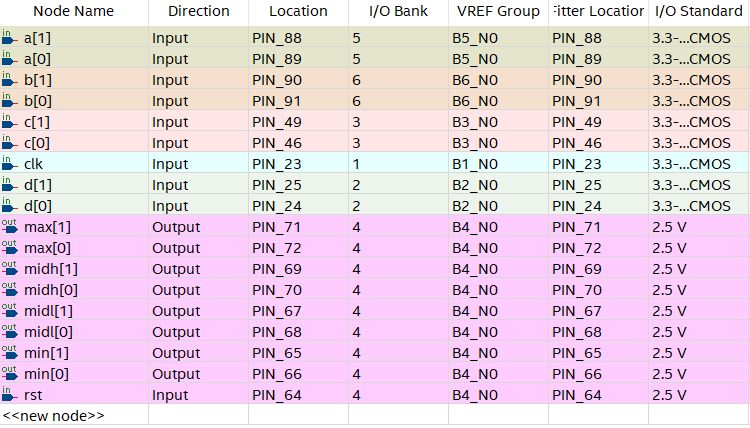 Node Name Direction Location I/O Bank VREF Group Fitter Location I/O Standard
in a[1] Input PIN_88 5 B5_N0 PIN_88 3.3-...CMOS
in a[0] Input PIN_89 5 B5_N0 PIN_89 3.3-...CMOS
in b[1] Input PIN_90 6 B6_N0 PIN_90 3.3-...CMOS
in b[0] Input PIN_91 6 B6_N0 PIN_91 3.3-...CMOS
in c[1] Input PIN_49 3 B3_N0 PIN_49 3.3-...CMOS
in c[0] Input PIN_46 3 B3_N0 PIN_46 3.3-...CMOS
in clk Input PIN_23 1 B1_N0 PIN_23 3.3-...CMOS
in d[1] Input PIN_25 2 B2_N0 PIN_25 3.3-...CMOS
in d[0] Input PIN_24 2 B2_N0 PIN_24 3.3-...CMOS
out max[1] Output PIN_71 4 B4_N0 PIN_71 2.5 V
out max[0] Output PIN_72 4 B4_N0 PIN_72 2.5 V
out midh[1] Output PIN_69 4 B4_N0 PIN_69 2.5 V
out midh[0] Output PIN_70 4 B4_N0 PIN_70 2.5 V
out midl[1] Output PIN_67 4 B4_N0 PIN_67 2.5 V
out midl[0] Output PIN_68 4 B4_N0 PIN_68 2.5 V
out min[1] Output PIN_65 4 B4_N0 PIN_65 2.5 V
out min[0] Output PIN_66 4 B4_N0 PIN_66 2.5 V
in rst Input PIN_64 4 B4_N0 PIN_64 2.5 V
<<new node>>